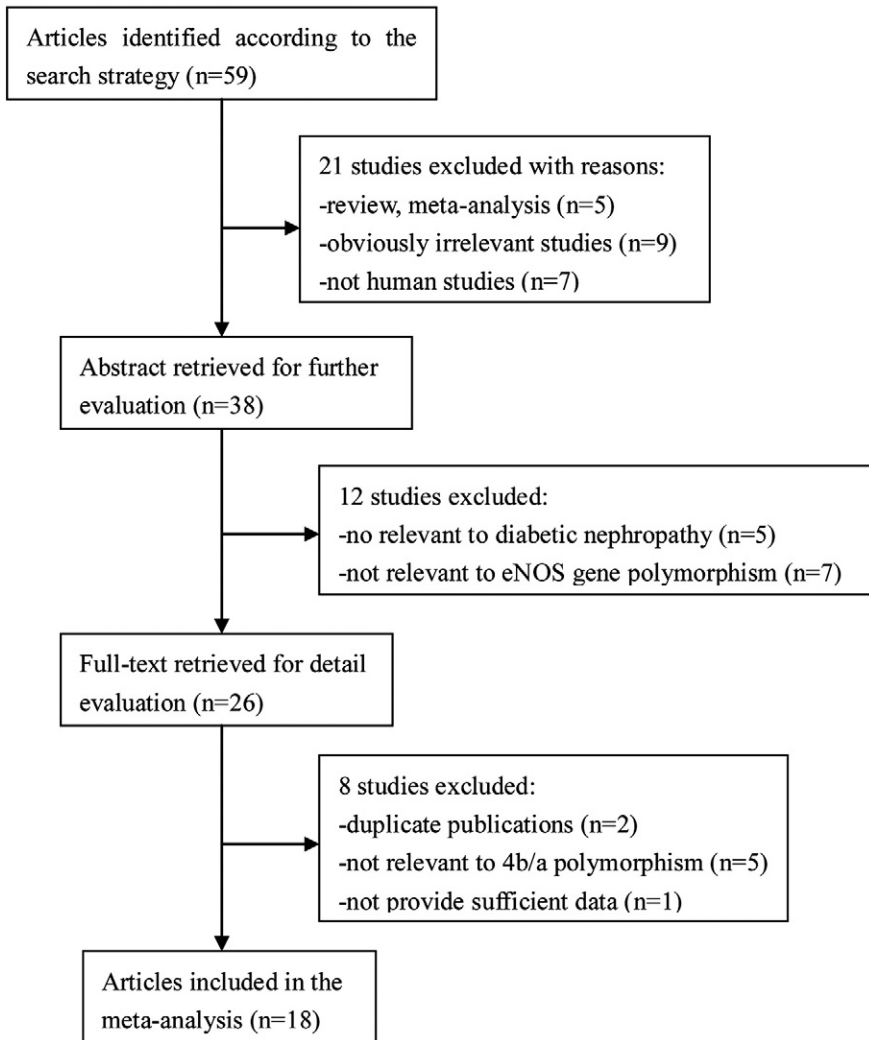 Articles identified according to the
search strategy (n=59)
21 studies excluded with reasons:
-review, meta-analysis (n=5)
-obviously irrelevant studies (n=9)
-not human studies (n=7)
Abstract retrieved for further
evaluation (n=38)
12 studies excluded:
-no relevant to diabetic nephropathy (n=5)
-not relevant to eNOS gene polymorphism (n=7)
Full-text retrieved for detail
evaluation (n=26)
8 studies excluded:
-duplicate publications (n=2)
-not relevant to 4b/a polymorphism (n=5)
-not provide sufficient data (n=1)
Articles included in the
meta-analysis (n=18)